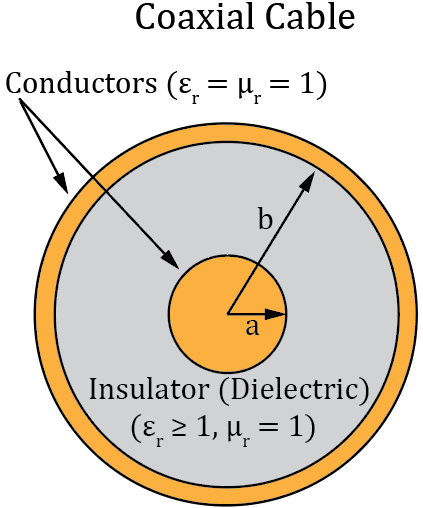 Coaxial Cable
Conductors (εr = μr = 1)
b
a
Insulator (Dielectric)
(εr ≥ 1, μr = 1)